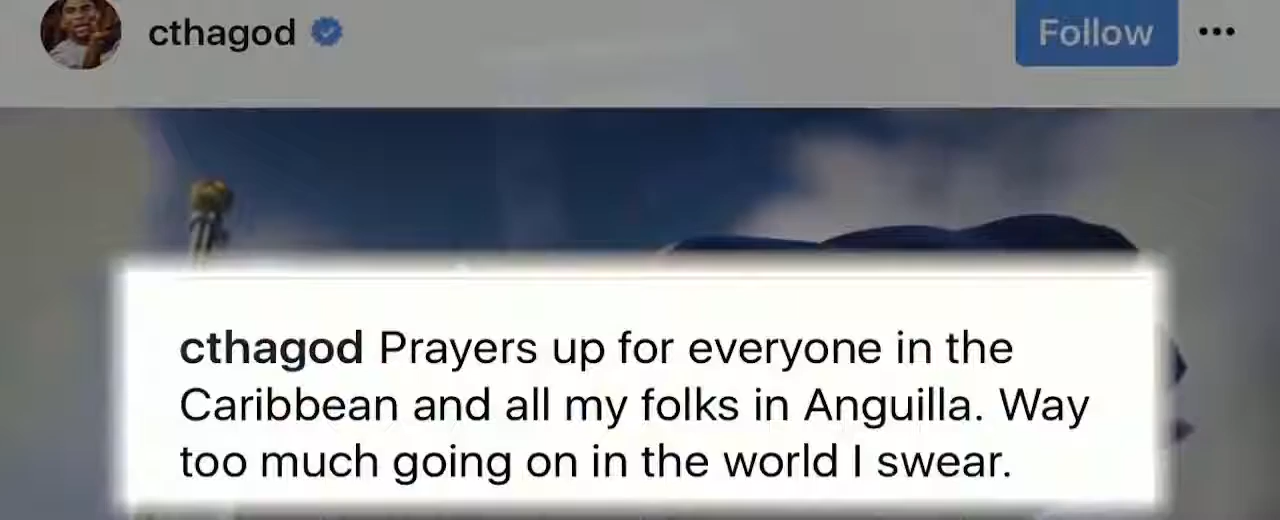 cthagod
Follow
cthagod Prayers up for everyone in the
Caribbean and all my folks in Anguilla. Way
too much going on in the world I swear.